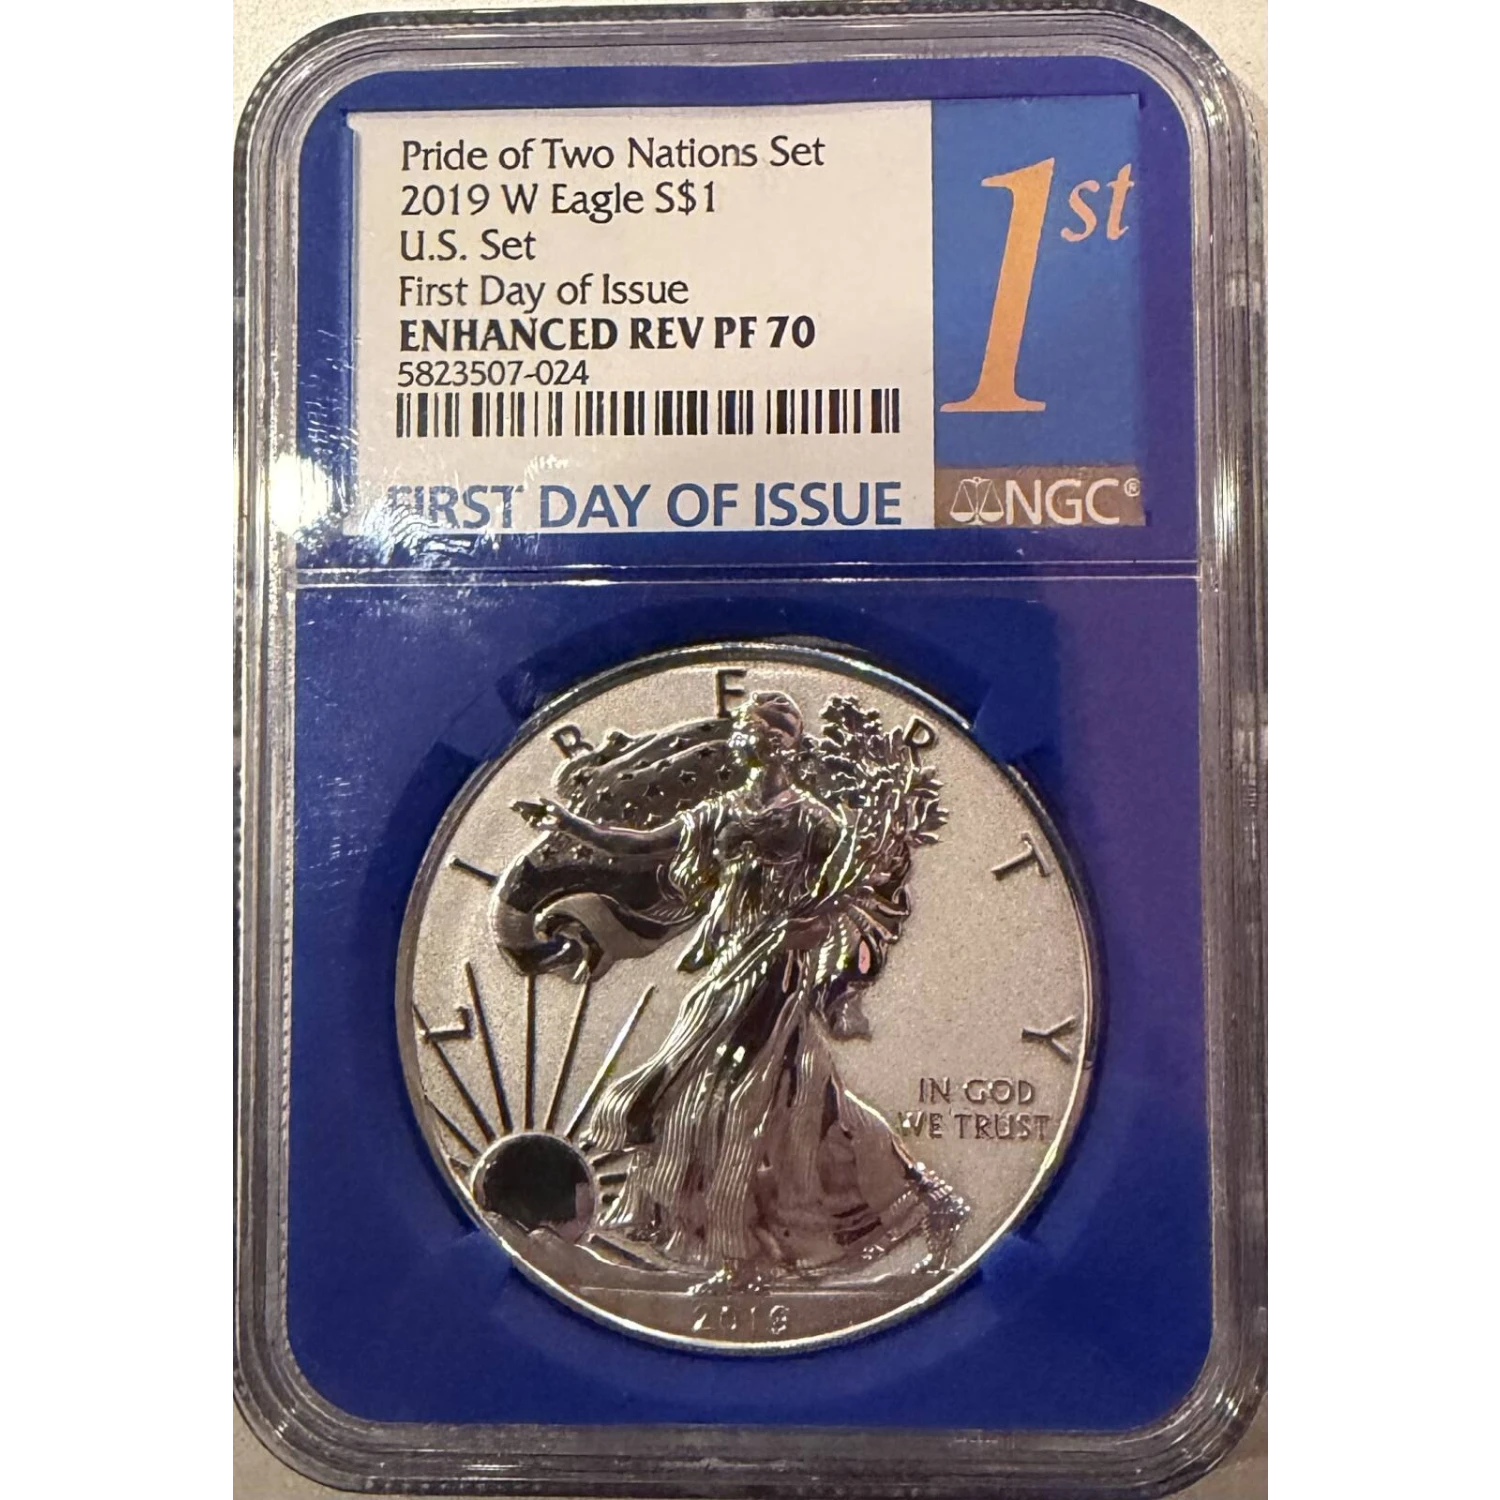 Pride of Two Nations Set
2019 W Eagle S$1
U.S. Set
First Day of Issue
ENHANCED REV PF 70
5823507-024
FIRST DAY OF ISSUE
1st
NGC®
LIBERTY
IN GOD
WE TRUST
2019